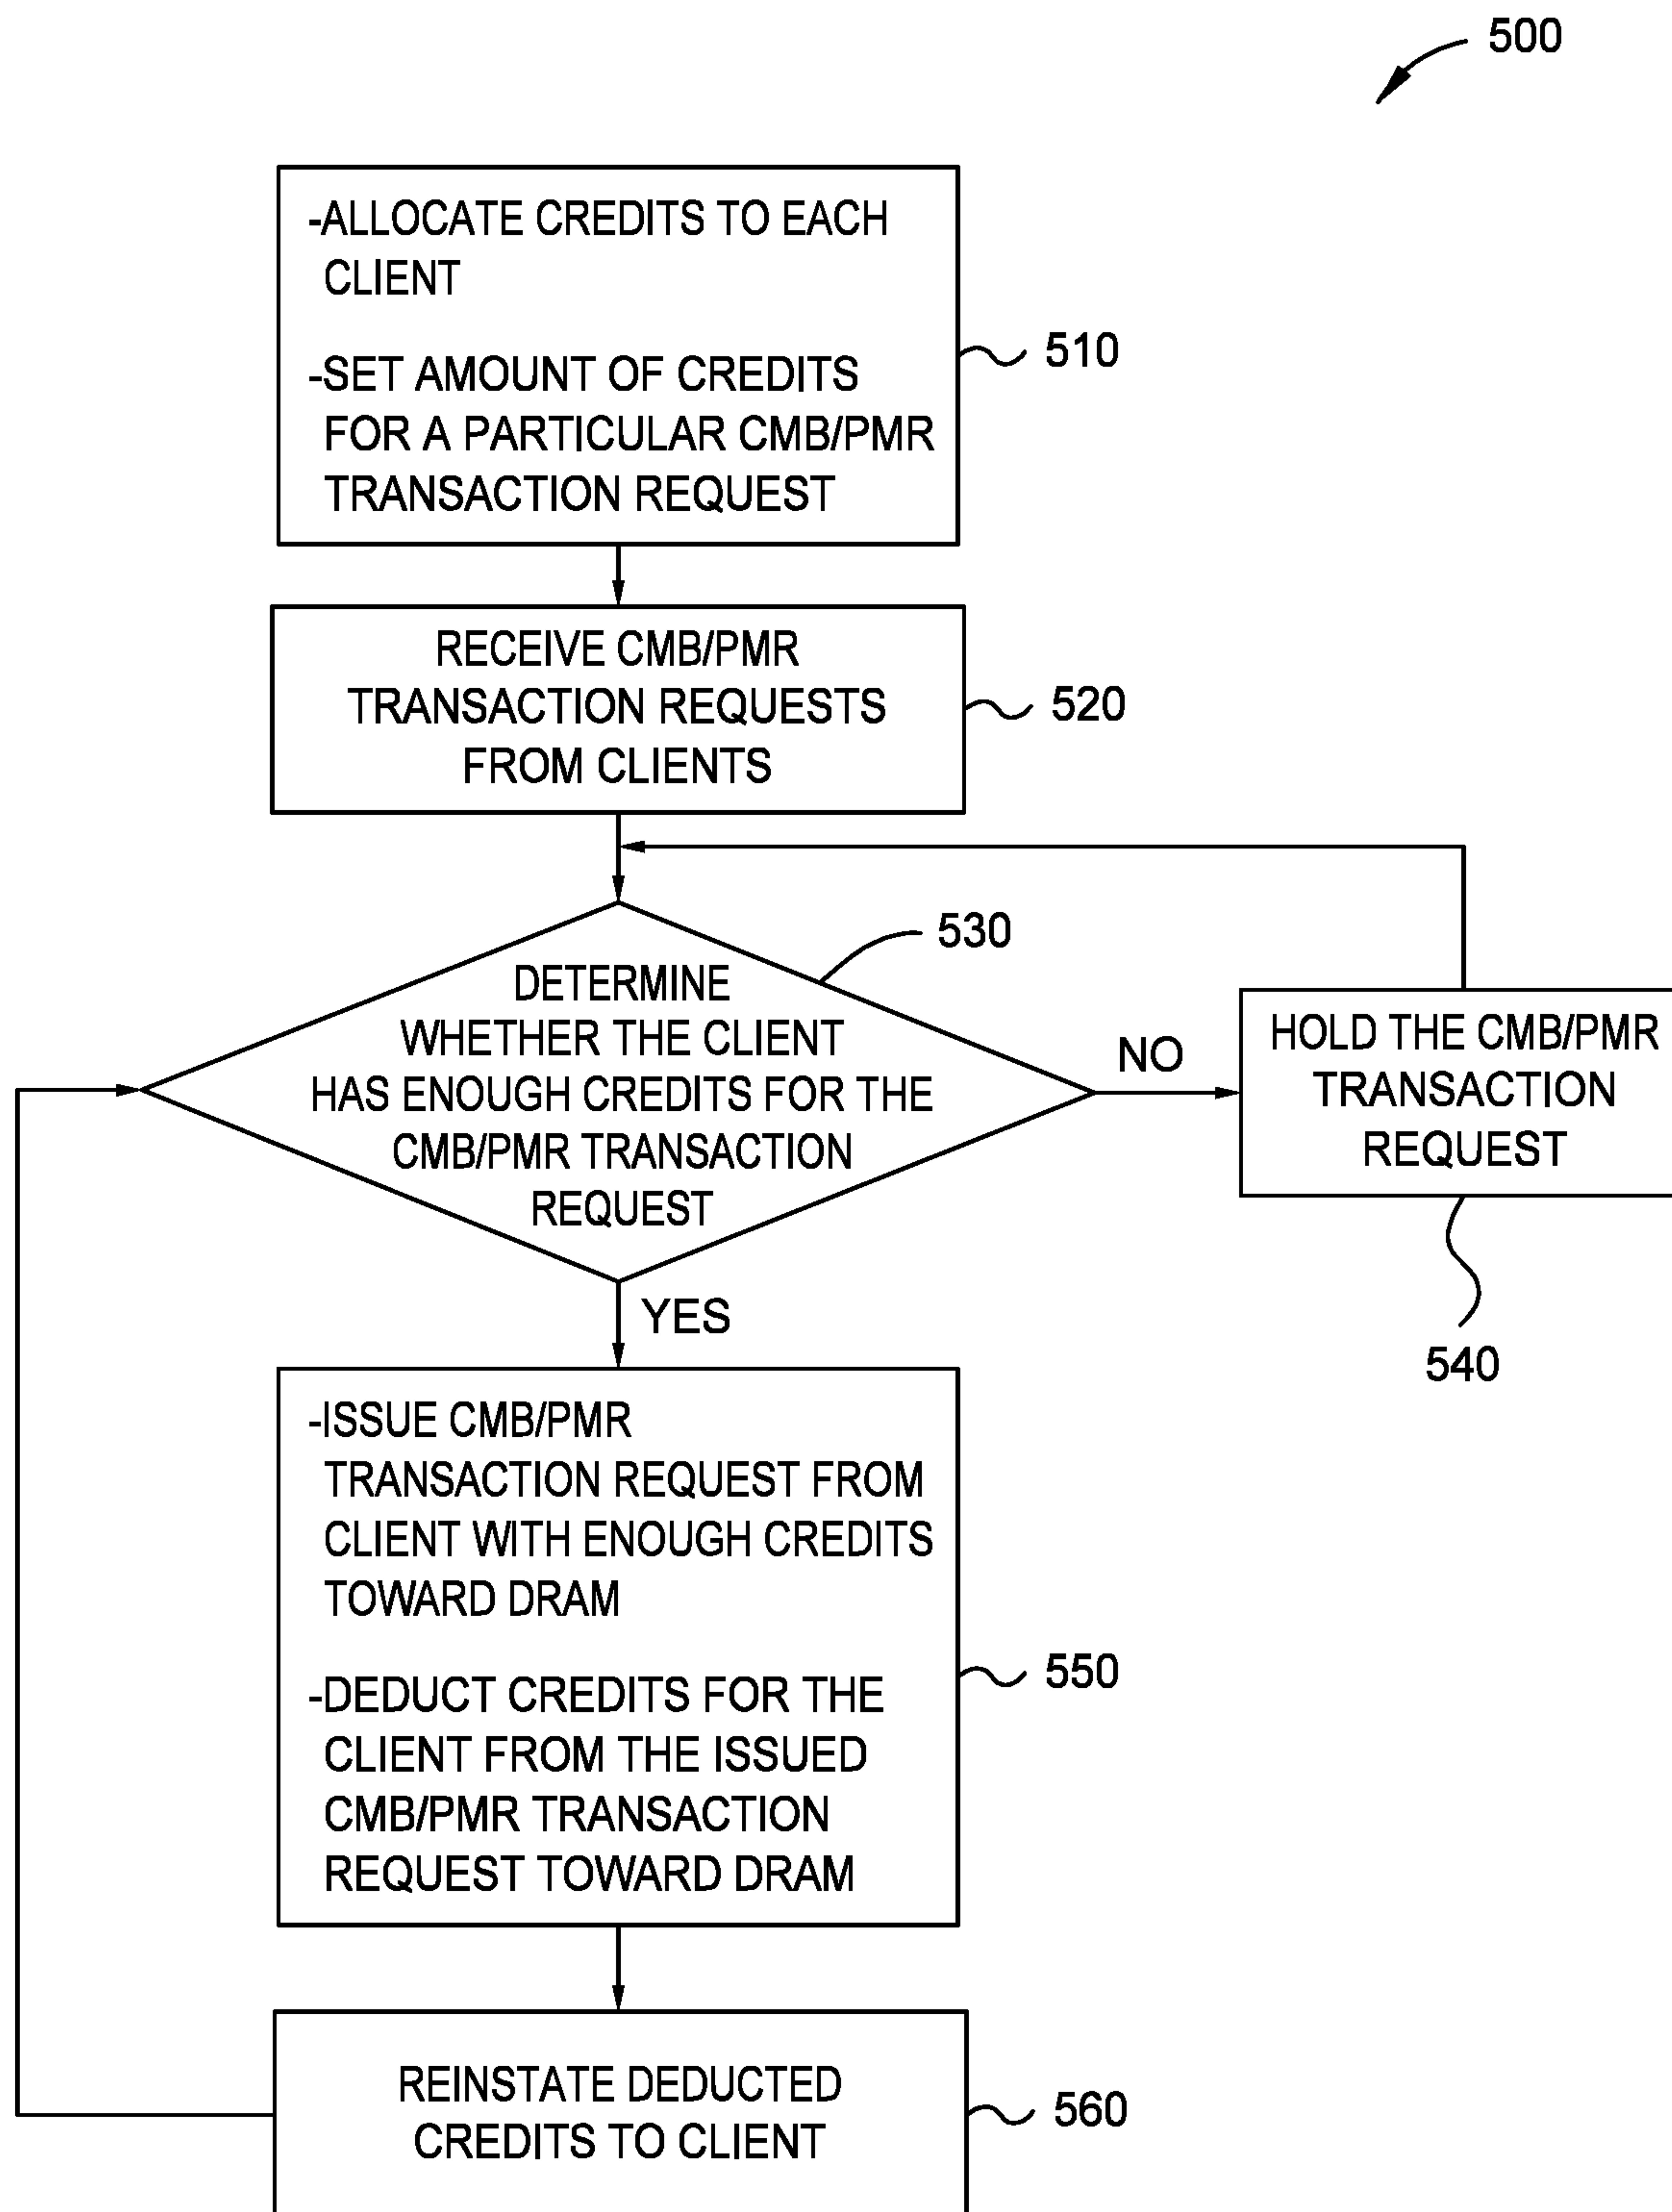 500
-ALLOCATE CREDITS TO EACH
CLIENT
-SET AMOUNT OF CREDITS
FOR A PARTICULAR CMB/PMR
TRANSACTION REQUEST
510
RECEIVE CMB/PMR
TRANSACTION REQUESTS
FROM CLIENTS
520
530
DETERMINE
WHETHER THE CLIENT
HAS ENOUGH CREDITS FOR THE
CMB/PMR TRANSACTION
REQUEST
NO
HOLD THE CMB/PMR
TRANSACTION
REQUEST
540
YES
-ISSUE CMB/PMR
TRANSACTION REQUEST FROM
CLIENT WITH ENOUGH CREDITS
TOWARD DRAM
-DEDUCT CREDITS FOR THE
CLIENT FROM THE ISSUED
CMB/PMR TRANSACTION
REQUEST TOWARD DRAM
550
REINSTATE DEDUCTED
CREDITS TO CLIENT
560